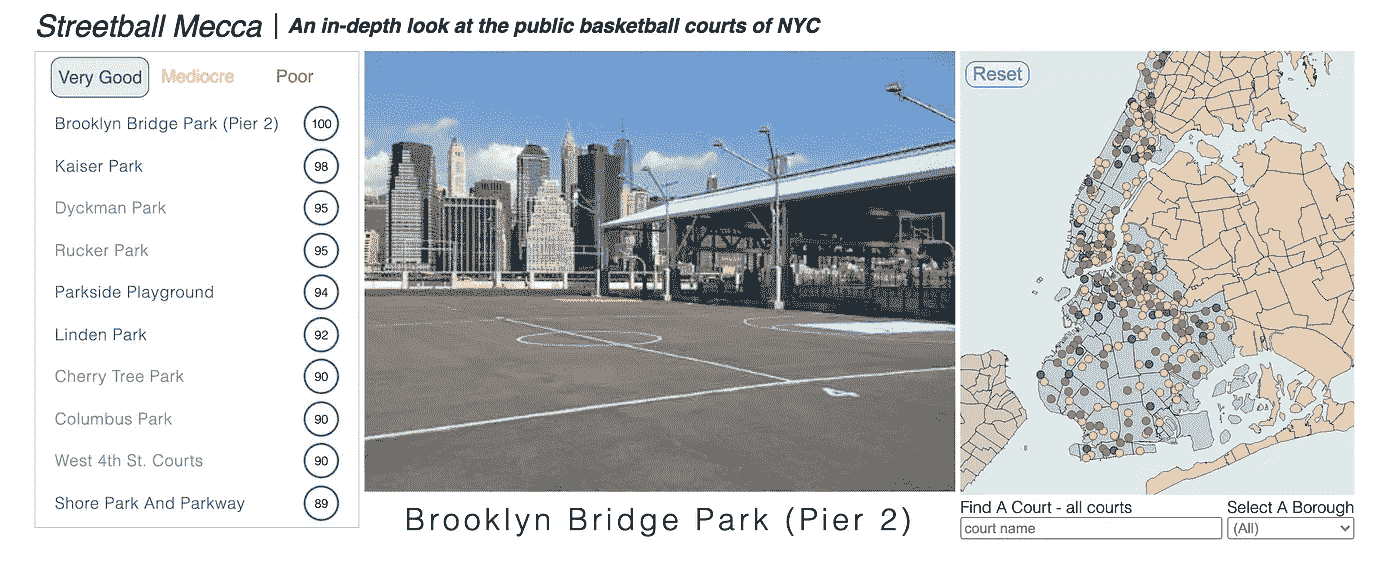 Streetball Mecca | An in-depth look at the public basketball courts of NYC
Very Good Mediocre Poor
Brooklyn Bridge Park (Pier 2) 100
Kaiser Park 98
Dyckman Park 95
Rucker Park 95
Parkside Playground 94
Linden Park 92
Cherry Tree Park 90
Columbus Park 90
West 4th St. Courts 90
Shore Park And Parkway 89
Brooklyn Bridge Park (Pier 2)
Reset
Find A Court - all courts
court name
Select A Borough
(All)